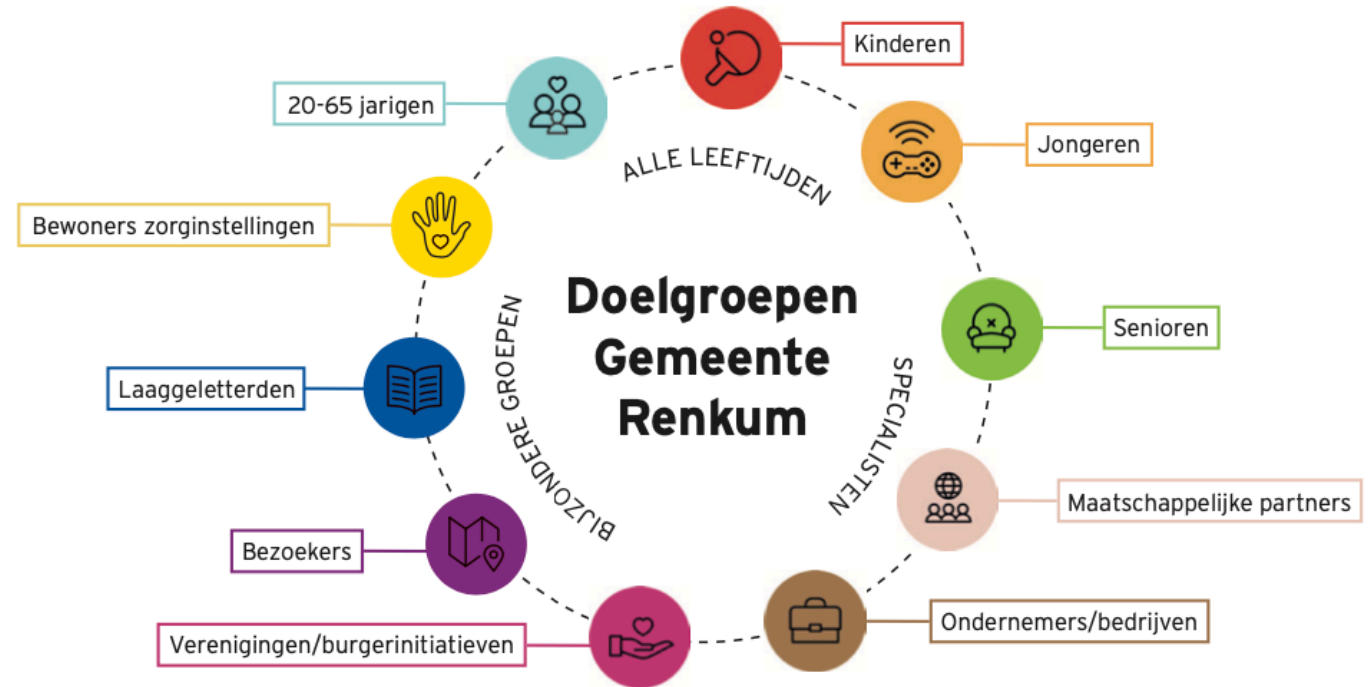 Kinderen
20-65 jarigen
Jongeren
ALLE LEEFTIJDEN
Bewoners zorginstellingen
Doelgroepen
Gemeente
Renkum
Senioren
BIJZONDERE GROEPEN
SPECIALISTEN
Laaggeletterden
Maatschappelijke partners
Bezoekers
Ondernemers/bedrijven
Verenigingen/burgerinitiatieven